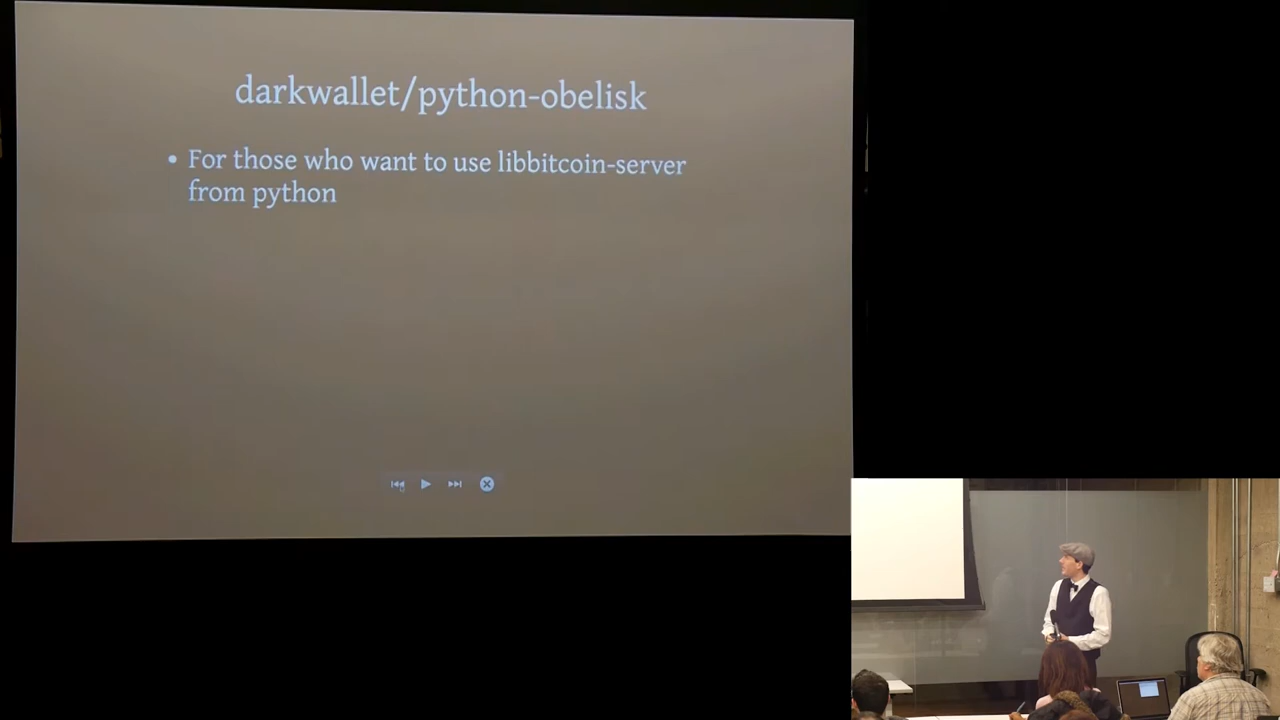 darkwallet/python-obelisk
• For those who want to use libbitcoin-server
from python